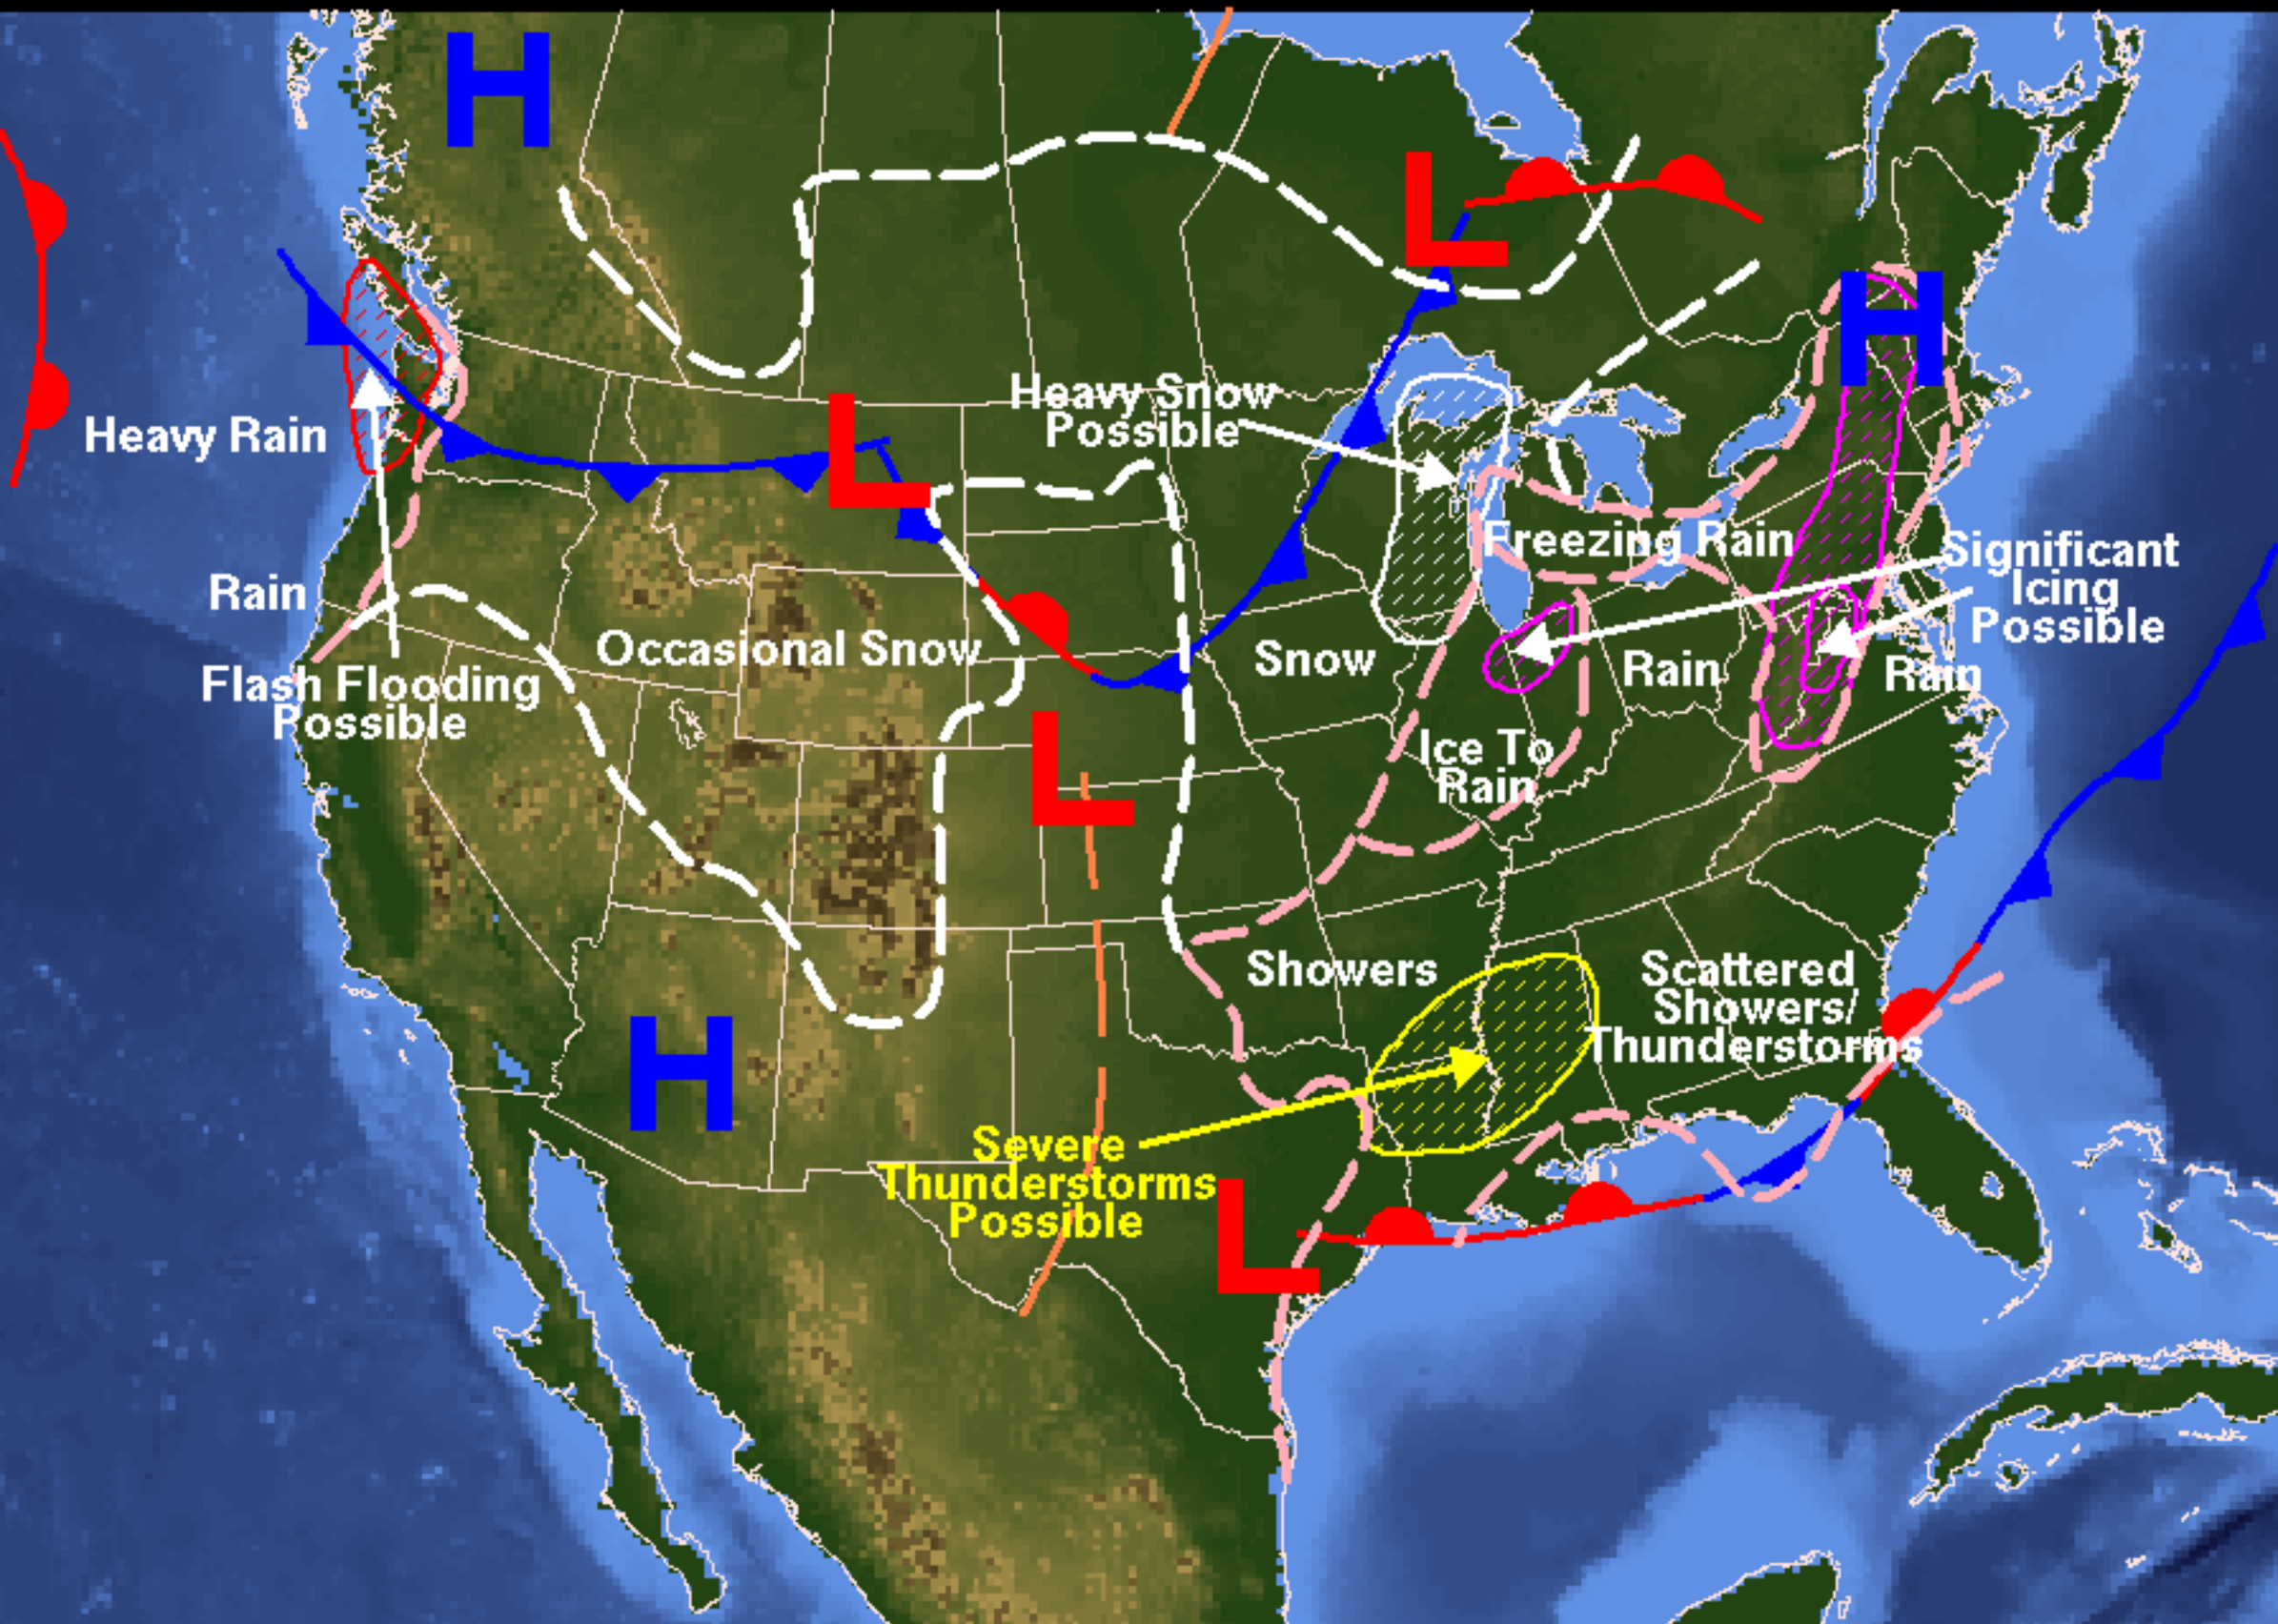 H
L
H
Heavy Snow
Possible
Heavy Rain
L
Freezing Rain
Significant
Icing
Possible
Rain
Occasional Snow
Snow
Rain
Rain
Flash Flooding
Possible
L
Ice To
Rain
Showers
Scattered
Showers/
Thunderstorms
H
Severe
Thunderstorms
Possible
L